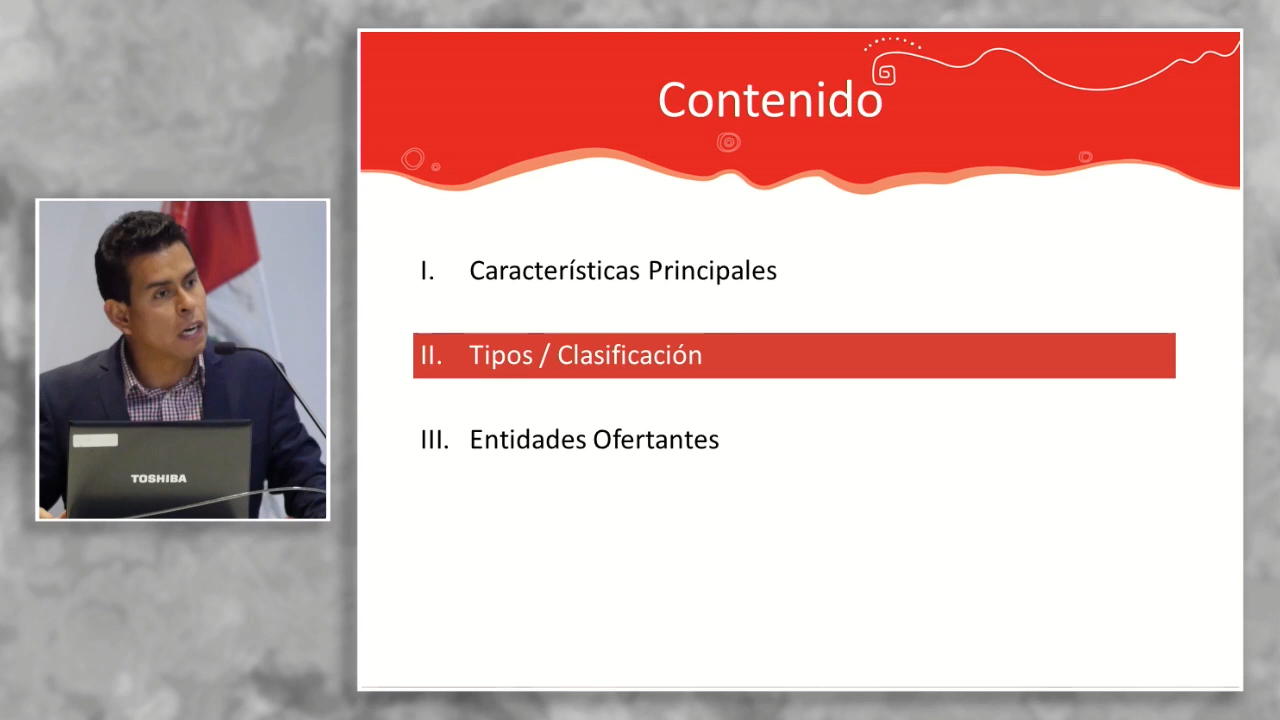 Contenido
I. Características Principales
II. Tipos / Clasificación
III. Entidades Ofertantes
TOSHIBA